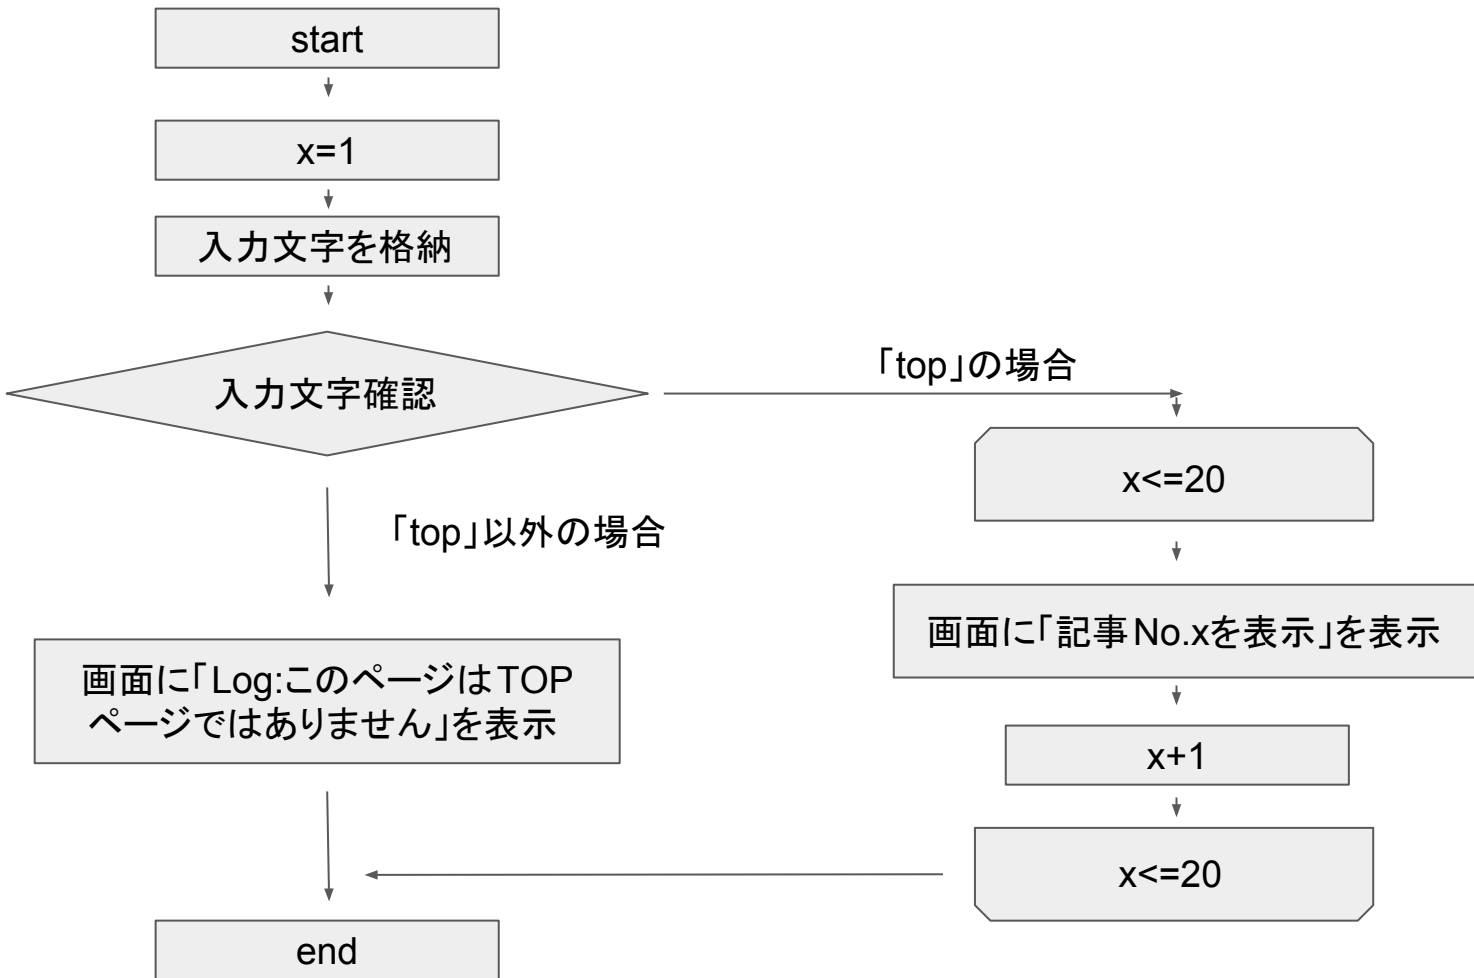 start
x=1
入力文字を格納
入力文字確認
「top」の場合
「top」以外の場合
x<=20
画面に「記事No.xを表示」を表示
画面に「Log:このページはTOP
ページではありません」を表示
x+1
x<=20
end